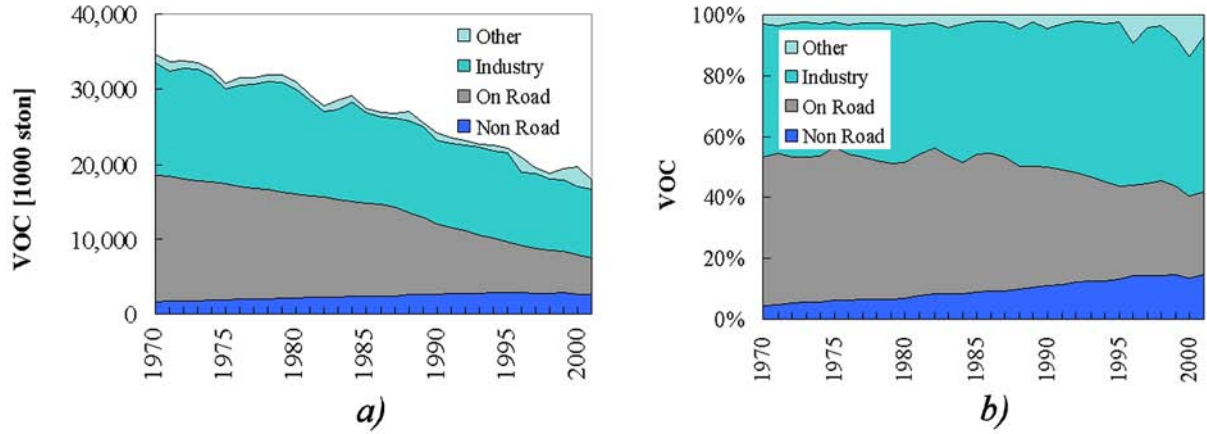 VOC [1000 ston]
40,000
30,000
20,000
10,000
0
Other
Industry
On Road
Non Road
1970
1975
1980
1985
1990
1995
2000
a)
VOC
100%
80%
60%
40%
20%
0%
Other
Industry
On Road
Non Road
1970
1975
1980
1985
1990
1995
2000
b)